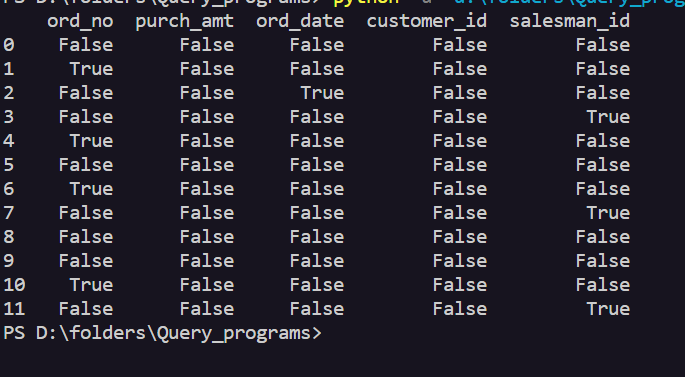 PS D:\folders\Query_programs> python -u "d:\folders\Query_prog
ord_no purch_amt ord_date customer_id salesman_id
0 False False False False False
1 True False False False False
2 False False True False False
3 False False False False True
4 True False False False False
5 False False False False False
6 True False False False False
7 False False False False True
8 False False False False False
9 False False False False False
10 True False False False False
11 False False False False True
PS D:\folders\Query_programs>